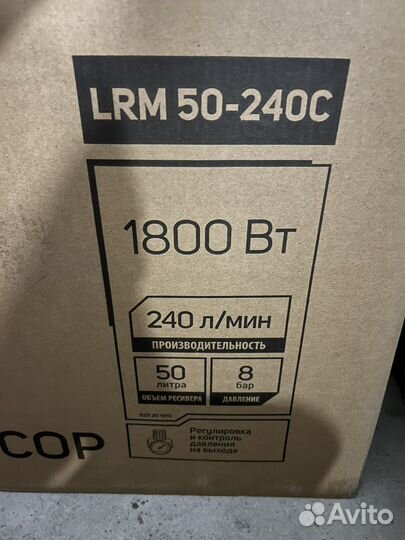 LRM 50-240C
1800 Вт
240 л/мин
ПРОИЗВОДИТЕЛЬНОСТЬ
50
литра
ОБЪЕМ РЕСИВЕРА
8
бар
ДАВЛЕНИЕ
СОР
Регулировка
и контроль
давления
на выходе
Avito